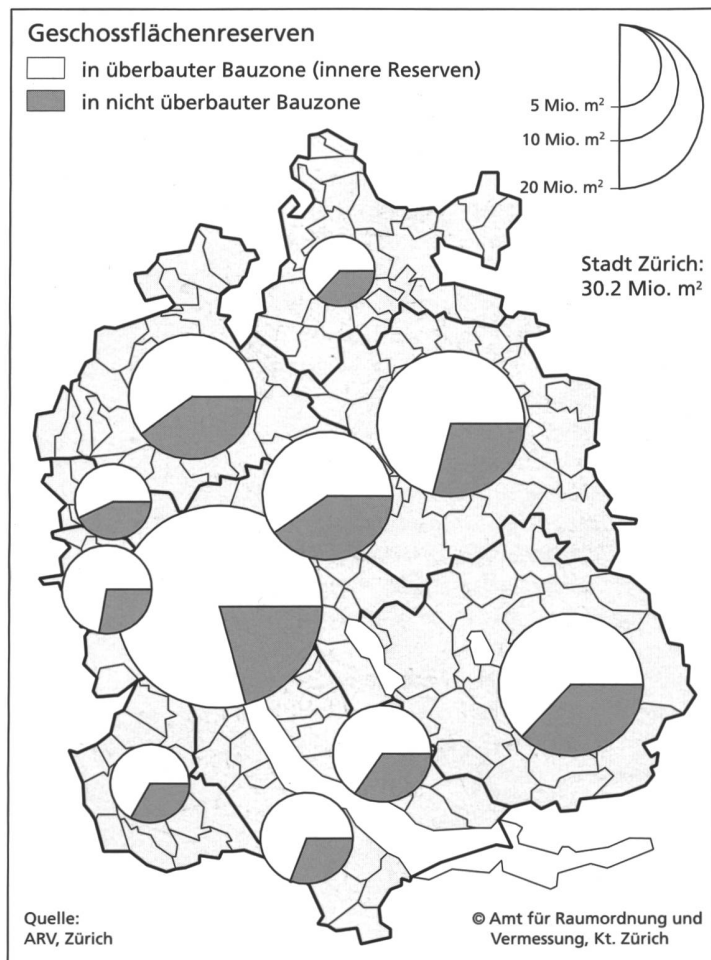 Geschossflächenreserven
in überbauter Bauzone (innere Reserven)
in nicht überbauter Bauzone
5 Mio. m²
10 Mio. m²
20 Mio. m²
Stadt Zürich:
30.2 Mio. m²
Quelle:
ARV, Zürich
© Amt für Raumordnung und
Vermessung, Kt. Zürich